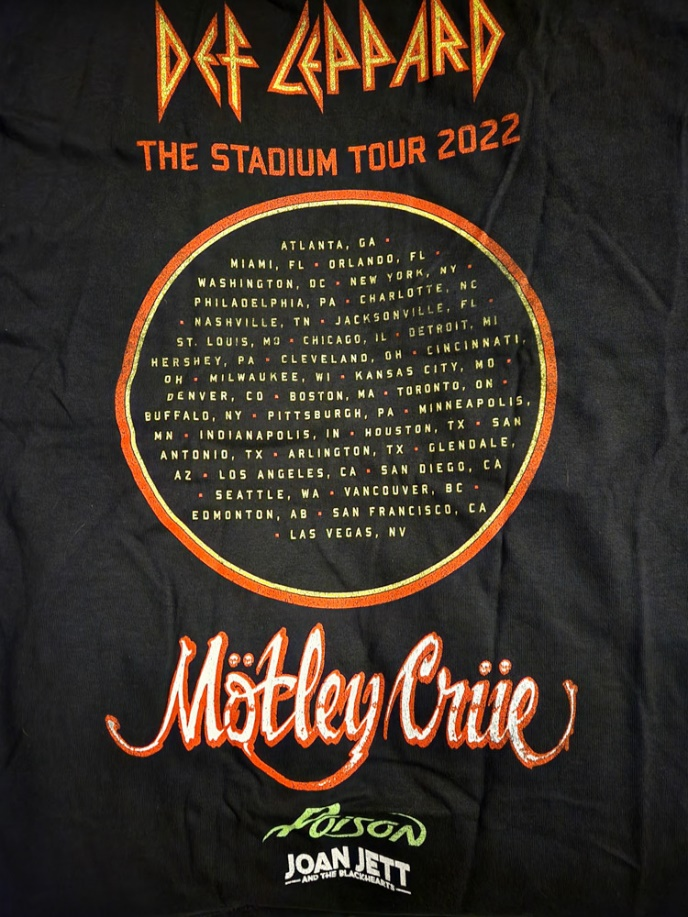 DEF LEPPARD
THE STADIUM TOUR 2022
ATLANTA, GA •
MIAMI, FL • ORLANDO, FL •
WASHINGTON, DC • NEW YORK, NY •
PHILADELPHIA, PA • CHARLOTTE, NC
• NASHVILLE, TN • JACKSONVILLE, FL •
ST. LOUIS, MO • CHICAGO, IL • DETROIT, MI
HERSHEY, PA • CLEVELAND, OH • CINCINNATI,
OH • MILWAUKEE, WI • KANSAS CITY, MO •
DENVER, CO • BOSTON, MA • TORONTO, ON •
BUFFALO, NY • PITTSBURGH, PA • MINNEAPOLIS,
MN • INDIANAPOLIS, IN • HOUSTON, TX • SAN
ANTONIO, TX • ARLINGTON, TX • GLENDALE,
AZ • LOS ANGELES, CA • SAN DIEGO, CA
• SEATTLE, WA • VANCOUVER, BC •
EDMONTON, AB • SAN FRANCISCO, CA
• LAS VEGAS, NV
Mötley Crüe
POISON
JOAN JETT
AND THE BLACKHEARTS